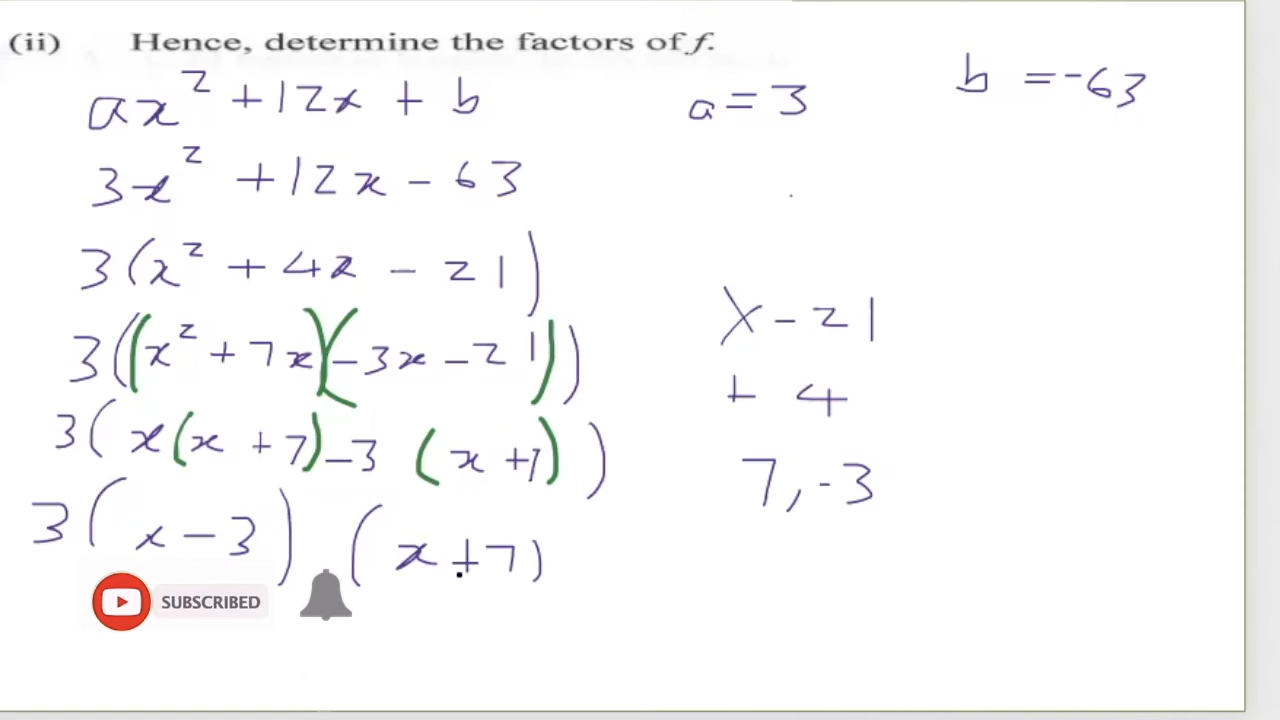 (ii) Hence, determine the factors of f.
ax² + 12x + b a = 3 b = -63
3x² + 12x - 63
3(x² + 4x - 21)
3((x² + 7x)(-3x - 21))
3(x(x + 7) - 3 (x + 7))
3(x - 3) (x + 7)
X - 21
+ 4
7, -3
SUBSCRIBED